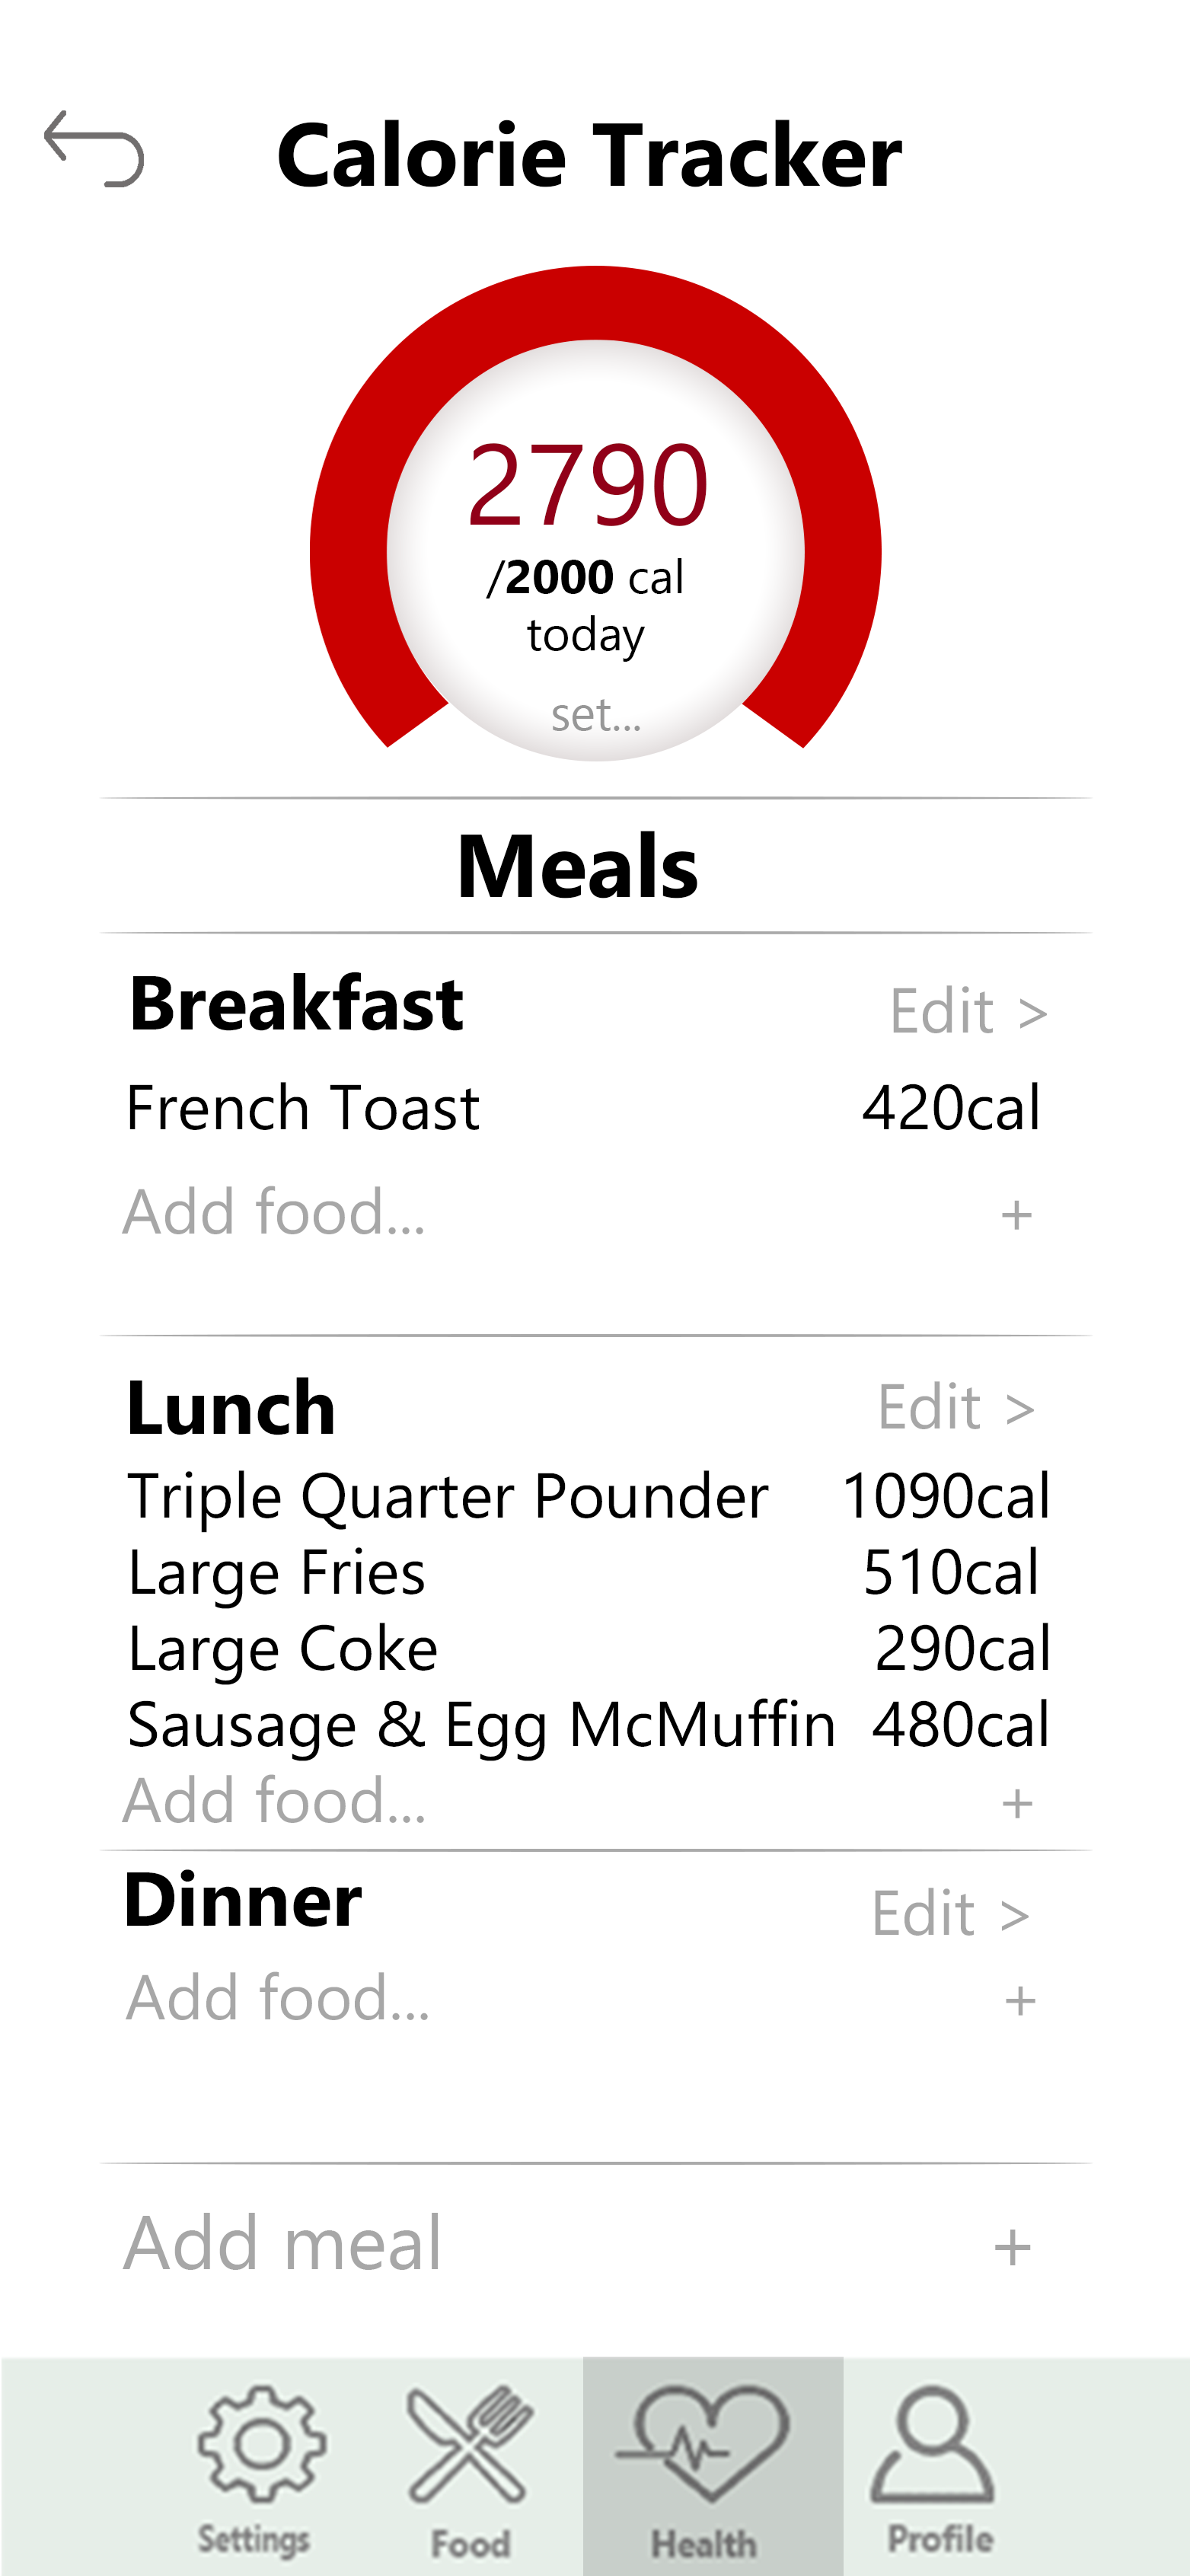 Calorie Tracker
2790
/2000 cal
today
set...
Meals
Breakfast Edit >
French Toast 420cal
Add food... +
Lunch Edit >
Triple Quarter Pounder 1090cal
Large Fries 510cal
Large Coke 290cal
Sausage & Egg McMuffin 480cal
Add food... +
Dinner Edit >
Add food... +
Add meal +
Settings Food Health Profile